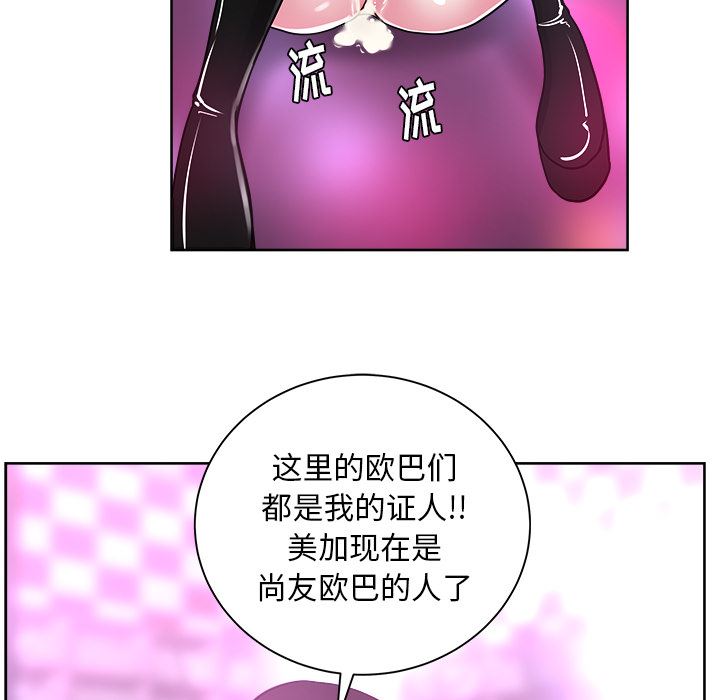 流
流
这里的欧巴们
都是我的证人!!
美加现在是
尚友欧巴的人了